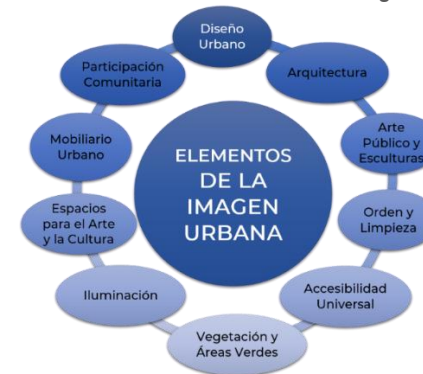 Diseño
Urbano
Arquitectura
Arte
Público y
Esculturas
Orden y
Limpieza
Accesibilidad
Universal
Vegetación y
Áreas Verdes
Iluminación
Espacios
para el Arte
y la Cultura
Mobiliario
Urbano
Participación
Comunitaria
ELEMENTOS
DE LA
IMAGEN
URBANA